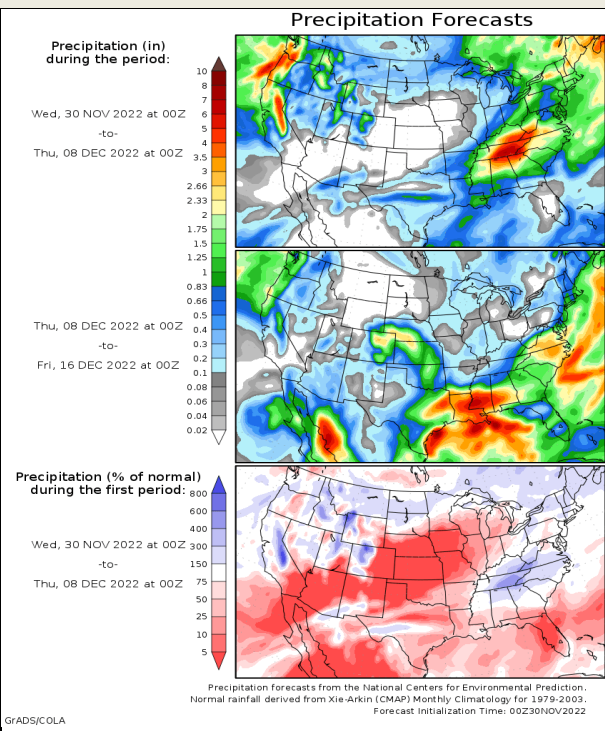 Precipitation Forecasts
Precipitation (in)
during the period:
Wed, 30 NOV 2022 at 00Z
-to-
Thu, 08 DEC 2022 at 00Z
10
8
7
6
5
4
3.5
3
2.66
2.33
2
1.75
1.5
1.25
1
0.83
0.66
0.5
0.4
0.3
0.2
0.1
0.08
0.06
0.04
0.02
Thu, 08 DEC 2022 at 00Z
-to-
Fri, 16 DEC 2022 at 00Z
Precipitation (% of normal)
during the first period:
Wed, 30 NOV 2022 at 00Z
-to-
Thu, 08 DEC 2022 at 00Z
800
600
400
300
150
75
50
25
10
5
Precipitation forecasts from the National Centers for Environmental Prediction.
Normal rainfall derived from Xie-Arkin (CMAP) Monthly Climatology for 1979-2003.
Forecast Initialization Time: 00Z30NOV2022
GrADS/COLA